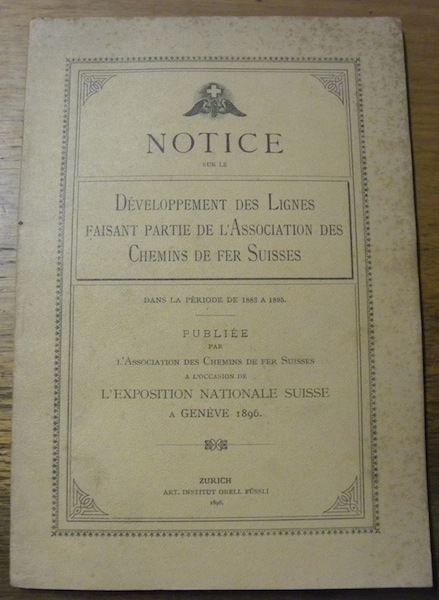 NOTICE
SUR LE
DÉVELOPPEMENT DES LIGNES
FAISANT PARTIE DE L'ASSOCIATION DES
CHEMINS DE FER SUISSES
DANS LA PÉRIODE DE 1883 A 1895.
PUBLIÉE
PAR
L'ASSOCIATION DES CHEMINS DE FER SUISSES
A L'OCCASION DE
L'EXPOSITION NATIONALE SUISSE
A GENÈVE 1896.
ZURICH
ART. INSTITUT ORELL FÜSSLI
1896.